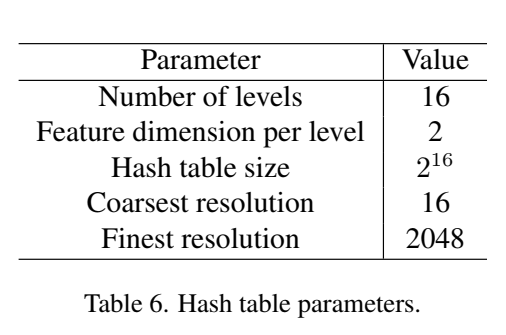 Parameter Value
Number of levels 16
Feature dimension per level 2
Hash table size 2^16
Coarsest resolution 16
Finest resolution 2048
Table 6. Hash table parameters.